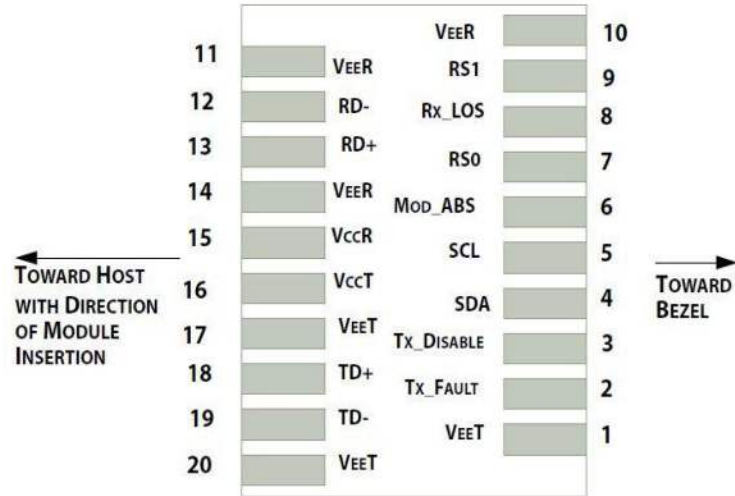 11 VEER
12 RD-
13 RD+
14 VEER
15 VCCR
16 VCCT
17 VEET
18 TD+
19 TD-
20 VEET
VEER 10
RS1 9
RX_LOS 8
RS0 7
MOD_ABS 6
SCL 5
SDA 4
TX_DISABLE 3
TX_FAULT 2
VEET 1
TOWARD HOST
WITH DIRECTION
OF MODULE
INSERTION
TOWARD
BEZEL